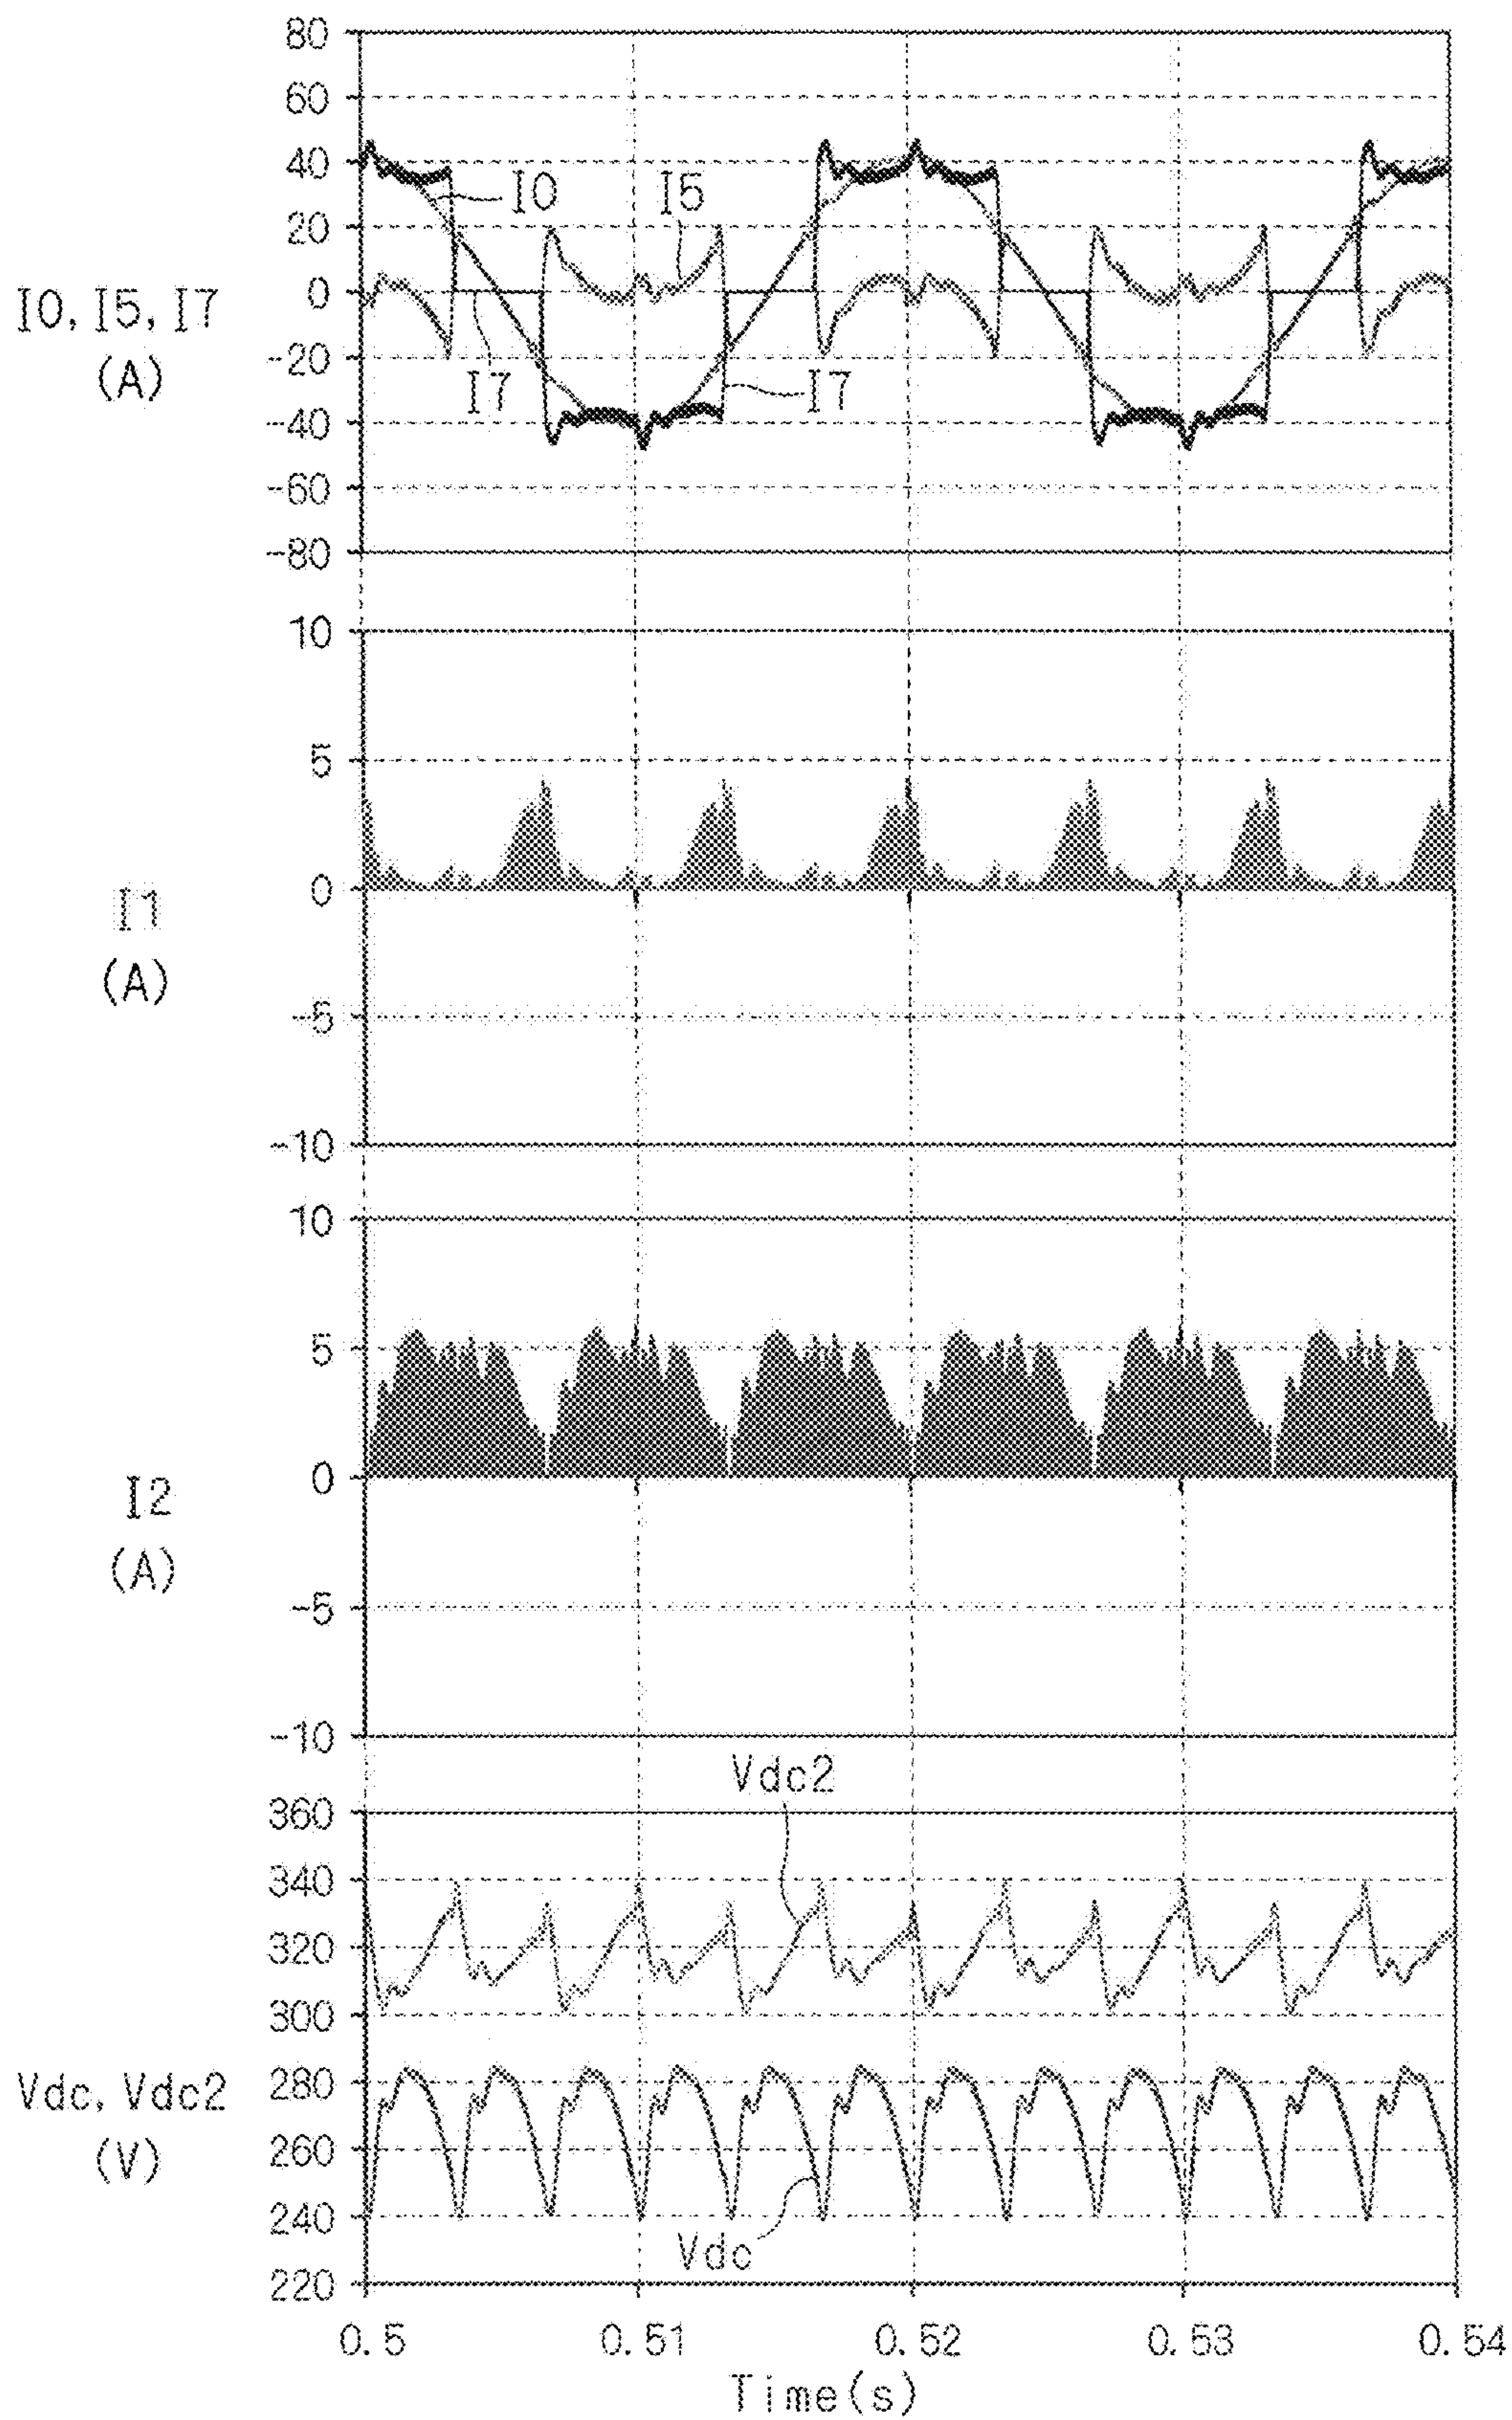 80
60
40
20
0
-20
-40
-60
-80
I0, I5, I7
(A)
I0
I5
I7
I7
10
5
0
-5
-10
I1
(A)
10
5
0
-5
-10
I2
(A)
Vdc2
360
340
320
300
280
260
240
220
Vdc, Vdc2
(V)
Vdc
0.5 0.51 0.52 0.53 0.54
Time(s)